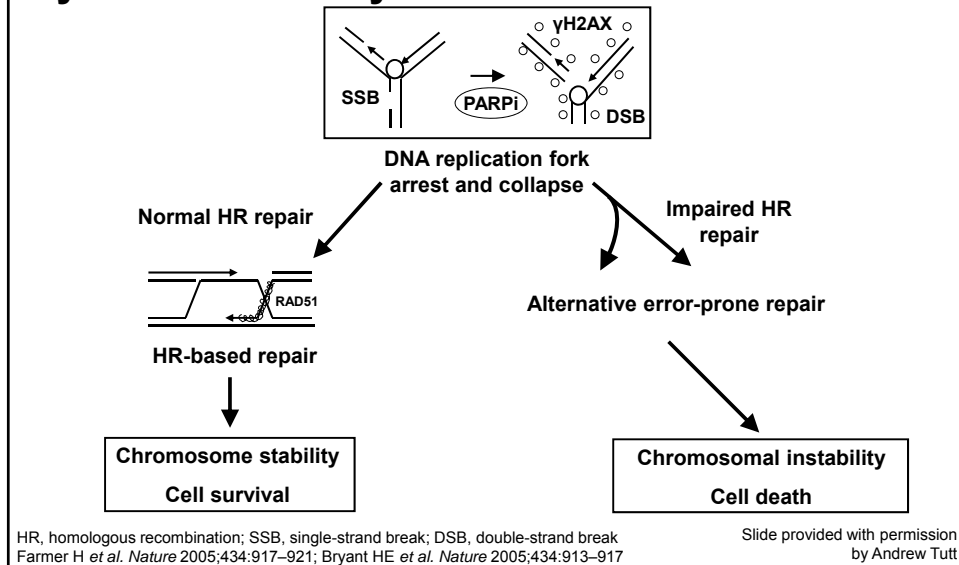 γH2AX
SSB
PARPi
DSB
DNA replication fork
arrest and collapse
Normal HR repair
Impaired HR
repair
RAD51
Alternative error-prone repair
HR-based repair
Chromosome stability
Cell survival
Chromosomal instability
Cell death
HR, homologous recombination; SSB, single-strand break; DSB, double-strand break
Farmer H et al. Nature 2005;434:917–921; Bryant HE et al. Nature 2005;434:913–917
Slide provided with permission
by Andrew Tutt